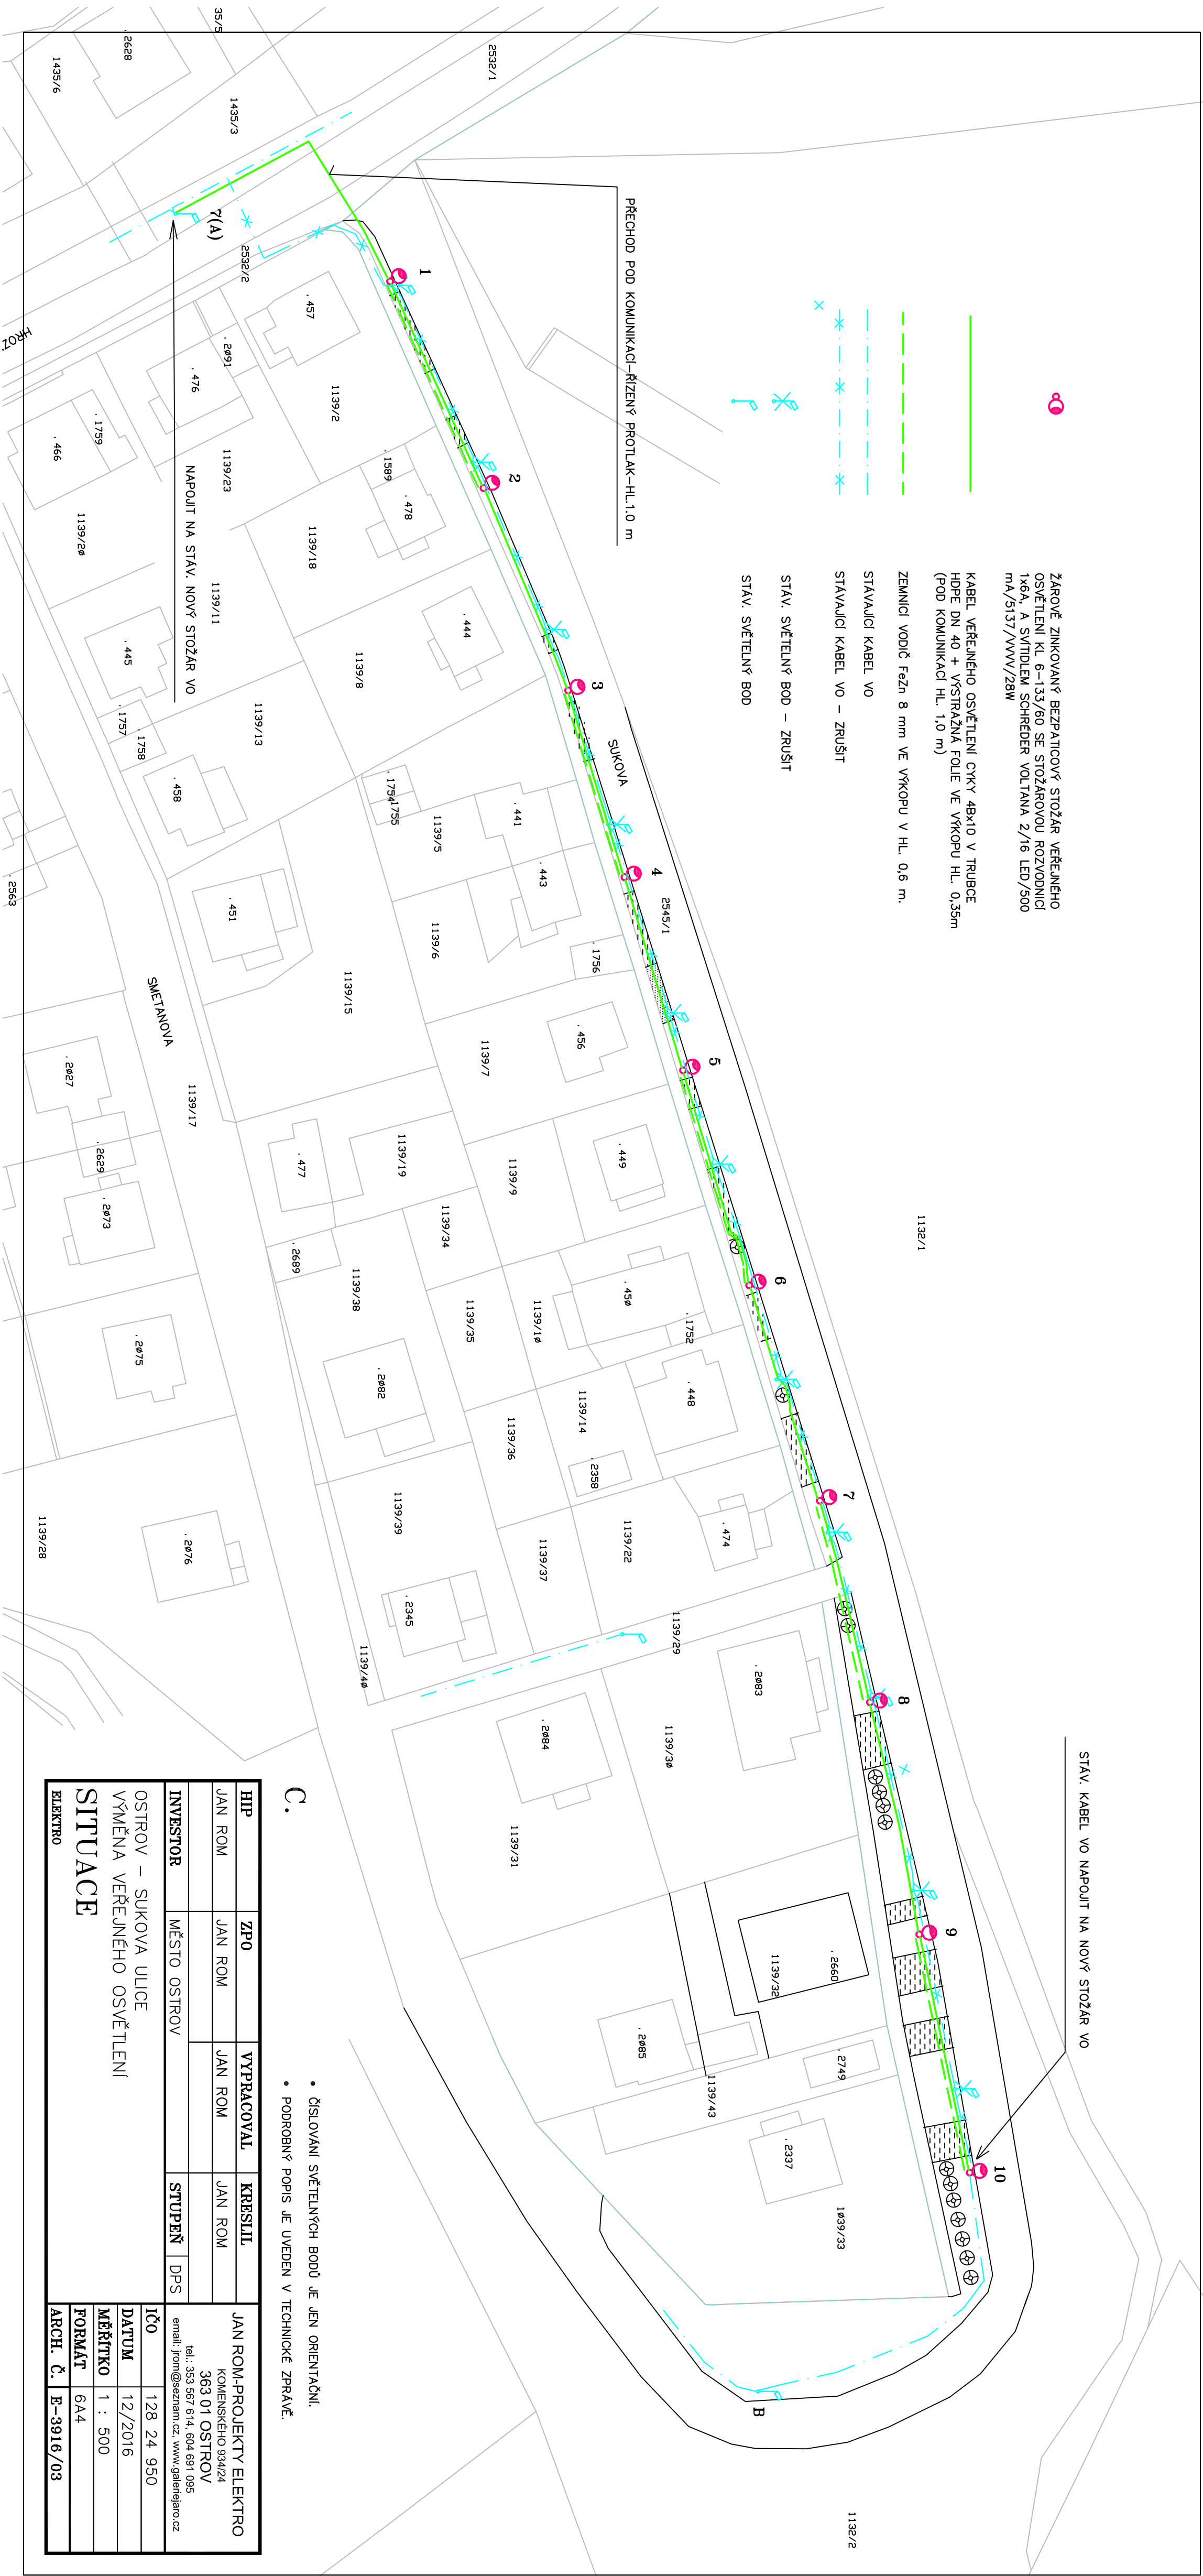 ŽÁROVĚ ZINKOVANÝ BEZPATICOVÝ STOŽÁR VEŘEJNÉHO
OSVĚTLENÍ KL 6-133/60 SE STOŽÁROVOU ROZVODNICÍ
1x6A, A SVÍTIDLEM SCHRÉDER VOLTANA 2/16 LED/500
mA/5137/VVVV/28W
KABEL VEŘEJNÉHO OSVĚTLENÍ CYKY 4Bx10 V TRUBCE
HDPE DN 40 + VÝSTRAŽNÁ FOLIE VE VÝKOPU HL. 0,35m
(POD KOMUNIKACÍ HL. 1,0 m)
ZEMNÍCÍ VODIČ FeZn 8 mm VE VÝKOPU V HL. 0,6 m.
STÁVAJÍCÍ KABEL VO
STÁVAJÍCÍ KABEL VO - ZRUŠIT
STÁV. SVĚTELNÝ BOD - ZRUŠIT
STÁV. SVĚTELNÝ BOD
PŘECHOD POD KOMUNIKACÍ-ŘÍZENÝ PROTLAK-HL.1.0 m
STÁV. KABEL VO NAPOJIT NA NOVÝ STOŽÁR VO
NAPOJIT NA STÁV. NOVÝ STOŽÁR VO
7(A)
1
2
3
4
5
6
7
8
9
10
B
SUKOVA
SMETANOVA
HROZ
35/5
.2628
1435/6
1435/3
2532/1
2532/2
2545/1
1132/1
1132/2
.457
.2091
.476
1139/2
.1759
.466
1139/23
1139/20
.1589
.478
1139/18
1139/11
.444
.445
1139/8
1139/13
.1757
.1758
.458
.1754
.1755
1139/5
.441
.443
.451
1139/6
.1756
.2563
1139/15
.456
1139/7
1139/17
.2027
.2629
.2073
.477
1139/19
.449
1139/9
1139/34
.2689
1139/38
.450
1139/10
1139/35
.1752
.2075
.2082
.448
1139/14
1139/36
.2358
.474
1139/39
1139/22
1139/37
.2076
1139/28
.2345
1139/29
1139/40
.2083
.2084
1139/30
1139/31
.2660
1139/32
.2085
.2749
1139/43
.2337
1039/33
• ČÍSLOVÁNÍ SVĚTELNÝCH BODŮ JE JEN ORIENTAČNÍ.
• PODROBNÝ POPIS JE UVEDEN V TECHNICKÉ ZPRÁVĚ.
C.
HIP ZPO VYPRACOVAL KRESLIL
JAN ROM JAN ROM JAN ROM JAN ROM
INVESTOR MĚSTO OSTROV STUPEŇ DPS
OSTROV - SUKOVA ULICE
VÝMĚNA VEŘEJNÉHO OSVĚTLENÍ
SITUACE
ELEKTRO
JAN ROM-PROJEKTY ELEKTRO
KOMENSKÉHO 934/24
363 01 OSTROV
tel.: 353 567 614, 604 691 095
email: jrom@seznam.cz, www.galeriejaro.cz
IČO 128 24 950
DATUM 12/2016
MĚŘÍTKO 1 : 500
FORMÁT 6A4
ARCH. Č. E-3916/03